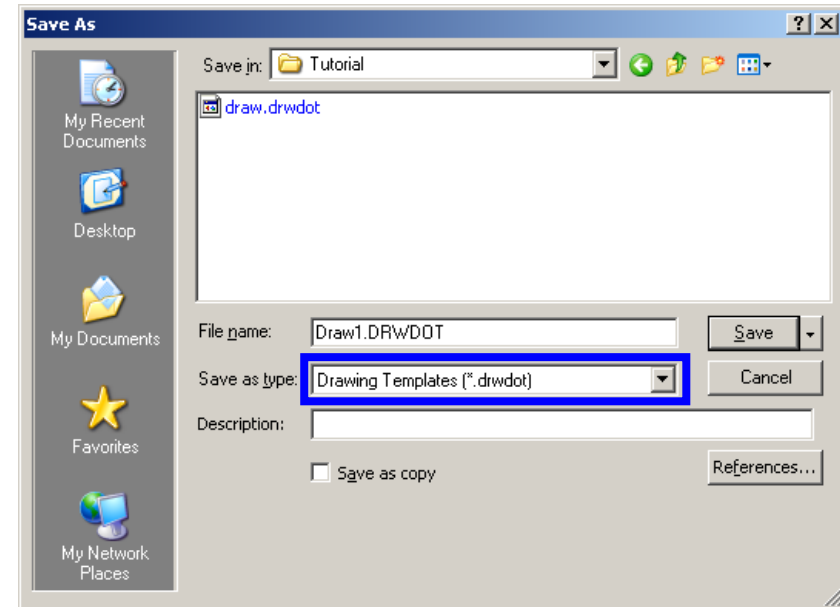 Save As
Save in: Tutorial
draw.drwdot
My Recent
Documents
Desktop
My Documents
Favorites
My Network
Places
File name: Draw1.DRWDOT Save
Save as type: Drawing Templates (*.drwdot) Cancel
Description:
Save as copy References...